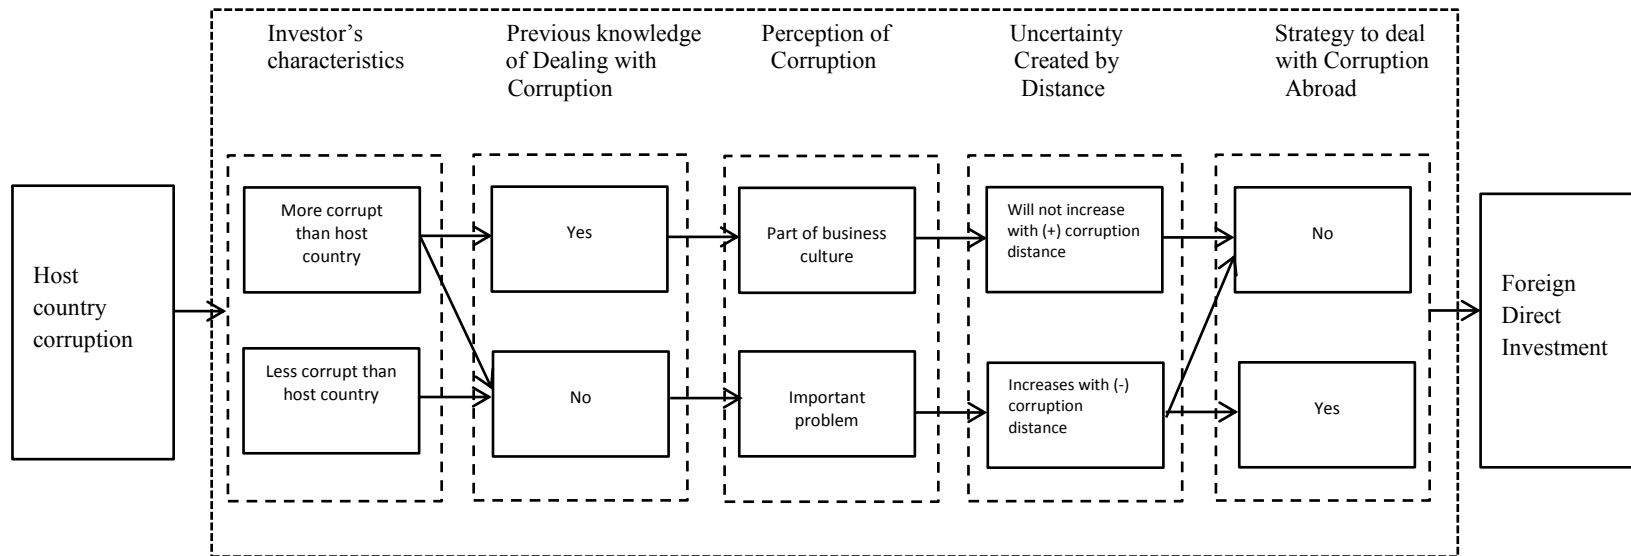 Investor’s
characteristics
Previous knowledge
of Dealing with
Corruption
Perception of
Corruption
Uncertainty
Created by
Distance
Strategy to deal
with Corruption
Abroad
Host
country
corruption
More corrupt
than host
country
Yes
Part of business
culture
Will not increase
with (+) corruption
distance
No
Less corrupt than
host country
No
Important
problem
Increases with (-)
corruption
distance
Yes
Foreign
Direct
Investment